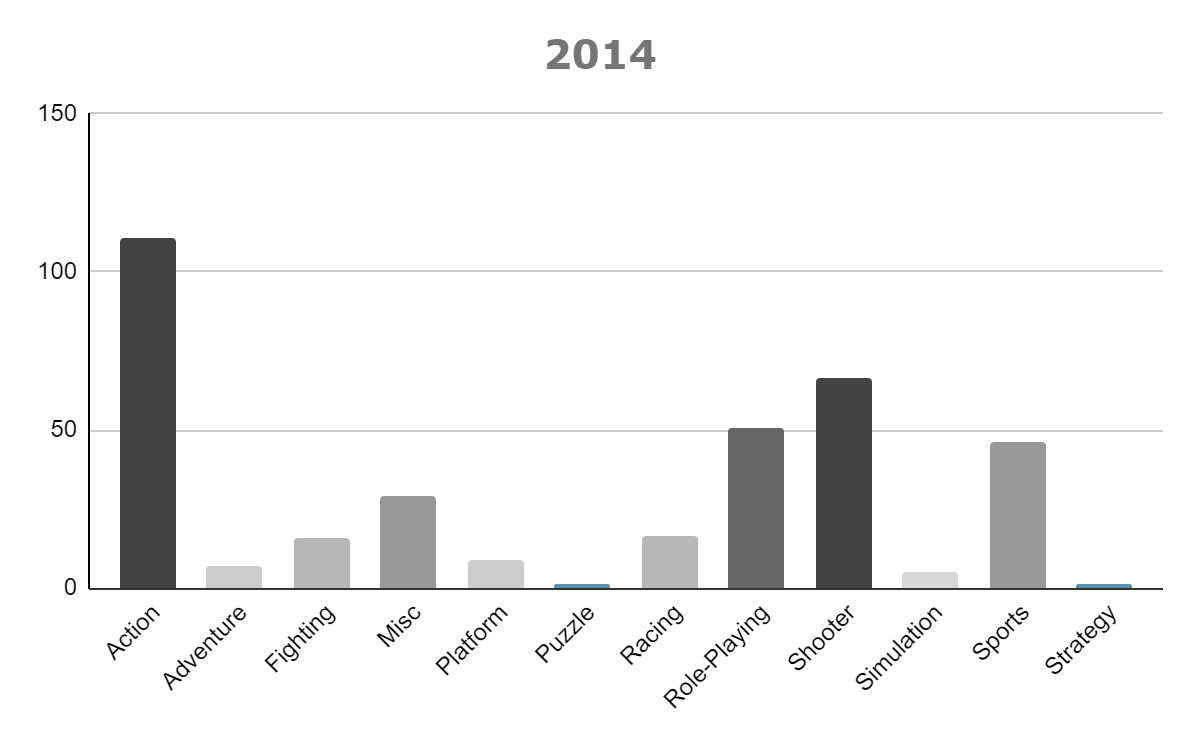 2014
150
100
50
0
Action
Adventure
Fighting
Misc
Platform
Puzzle
Racing
Role-Playing
Shooter
Simulation
Sports
Strategy